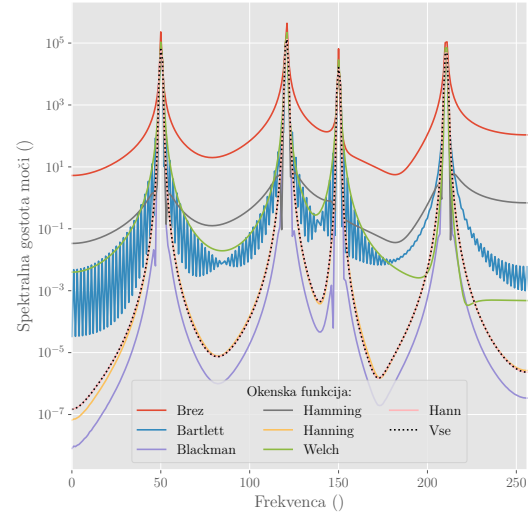 Spektralna gostota moči ()
10^5
10^3
10^1
10^-1
10^-3
10^-5
10^-7
Okenska funkcija:
Brez Hamming Hann
Bartlett Hanning Vse
Blackman Welch
0 50 100 150 200 250
Frekvenca ()